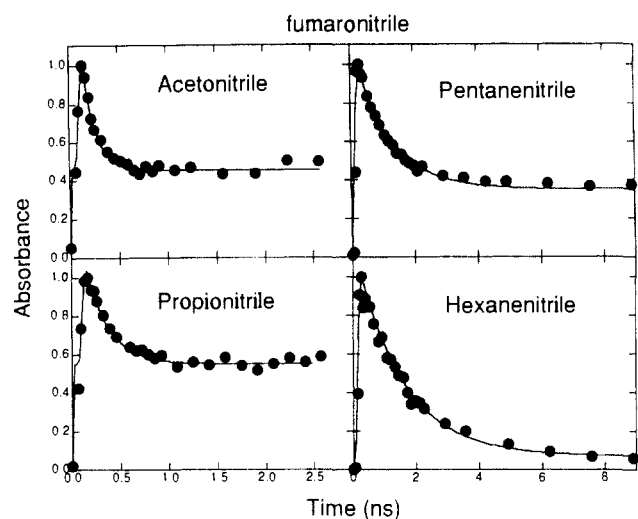 fumaronitrile
Absorbance
1.0
0.8
0.6
0.4
0.2
0.0
Acetonitrile
Pentanenitrile
1.0
0.8
0.6
0.4
0.2
0
Propionitrile
Hexanenitrile
0.0 0.5 1.0 1.5 2.0 2.5
0 2 4 6 8
Time (ns)